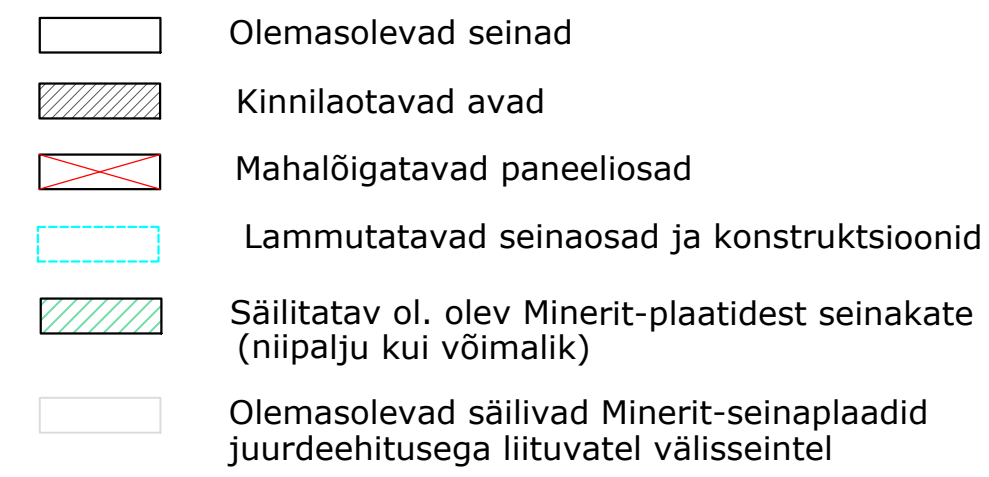 Olemasolevad seinad
Kinnilaotavad avad
Mahalõigatavad paneeliosad
Lammutatavad seinaosad ja konstruktsioonid
Säilitatav ol. olev Minerit-plaatidest seinakate
(niipalju kui võimalik)
Olemasolevad säilivad Minerit-seinaplaadid
juurdeehitusega liituvatel välisseintel